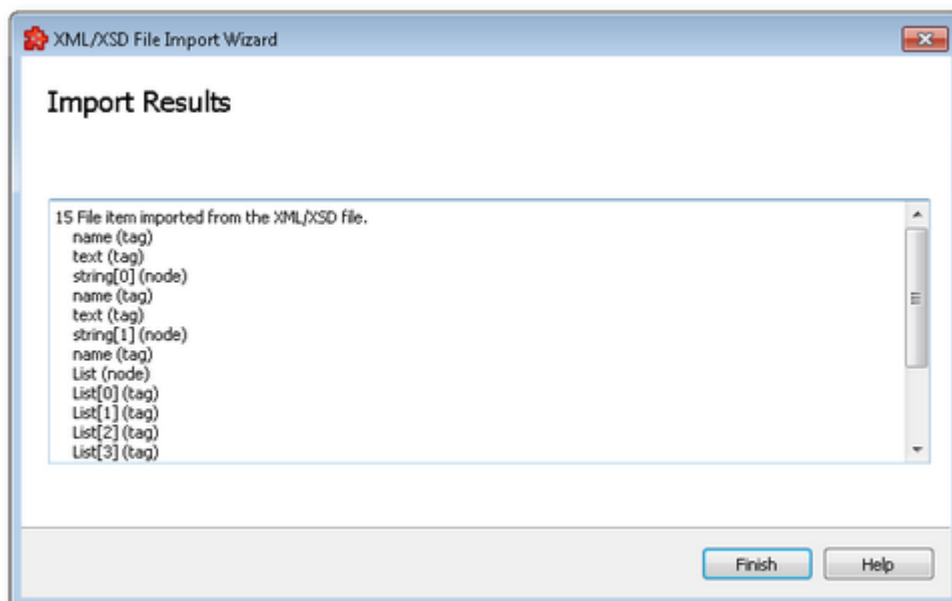 XML/XSD File Import Wizard
Import Results
15 File item imported from the XML/XSD file.
name (tag)
text (tag)
string[0] (node)
name (tag)
text (tag)
string[1] (node)
name (tag)
List (node)
List[0] (tag)
List[1] (tag)
List[2] (tag)
List[3] (tag)
Finish
Help